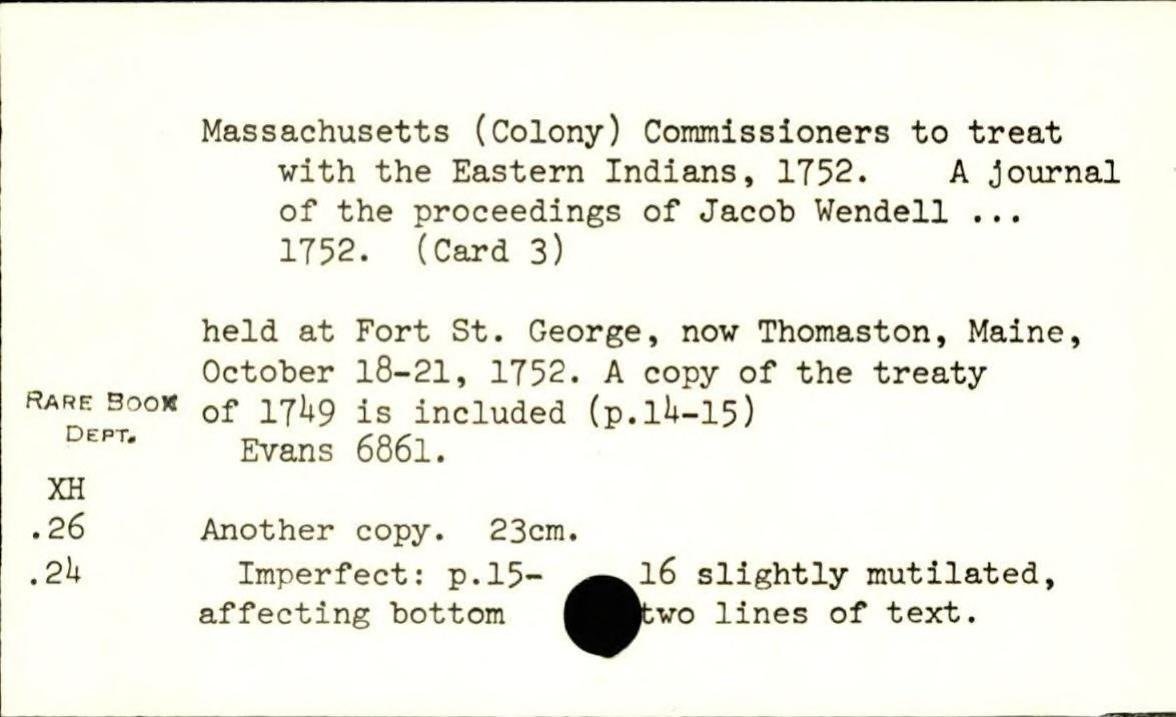 Massachusetts (Colony) Commissioners to treat
with the Eastern Indians, 1752. A journal
of the proceedings of Jacob Wendell ...
1752. (Card 3)
held at Fort St. George, now Thomaston, Maine,
October 18-21, 1752. A copy of the treaty
RARE BOOK
of 1749 is included (p.14-15)
DEPT.
Evans 6861.
XH
.26 Another copy. 23cm.
.24 Imperfect: p.15- 16 slightly mutilated,
affecting bottom two lines of text.